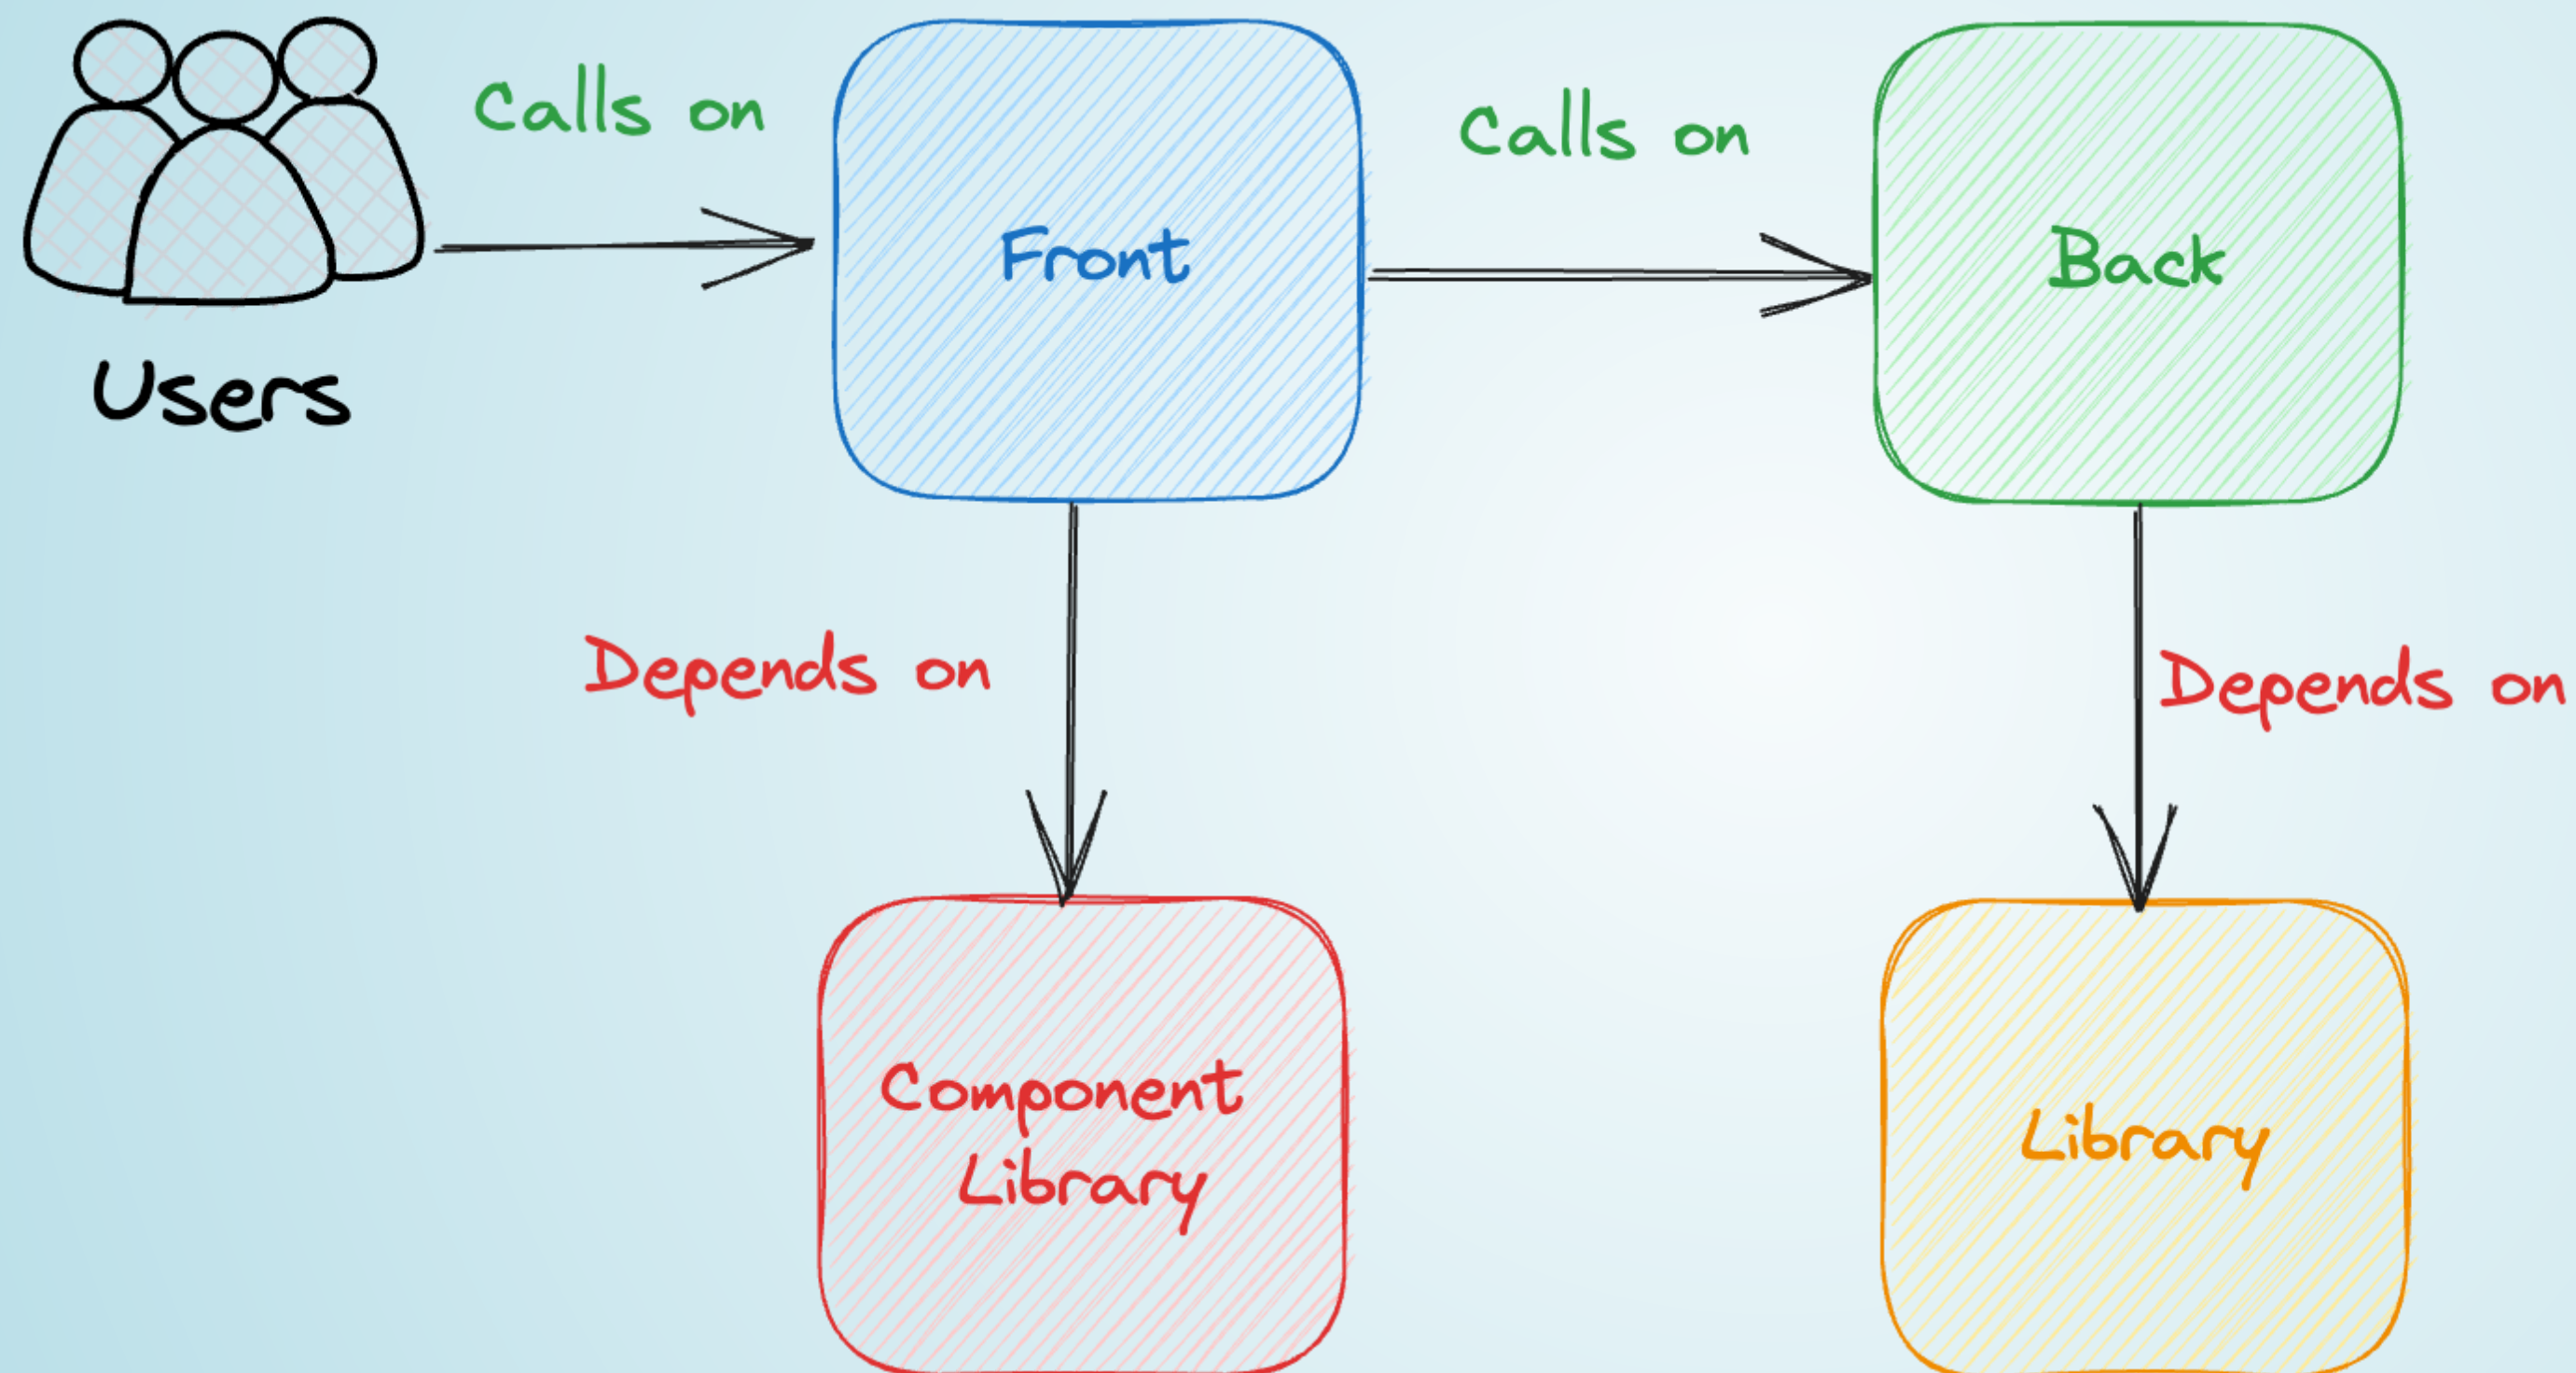 Calls on
Calls on
Front
Back
Users
Depends on
Depends on
Component
Library
Library